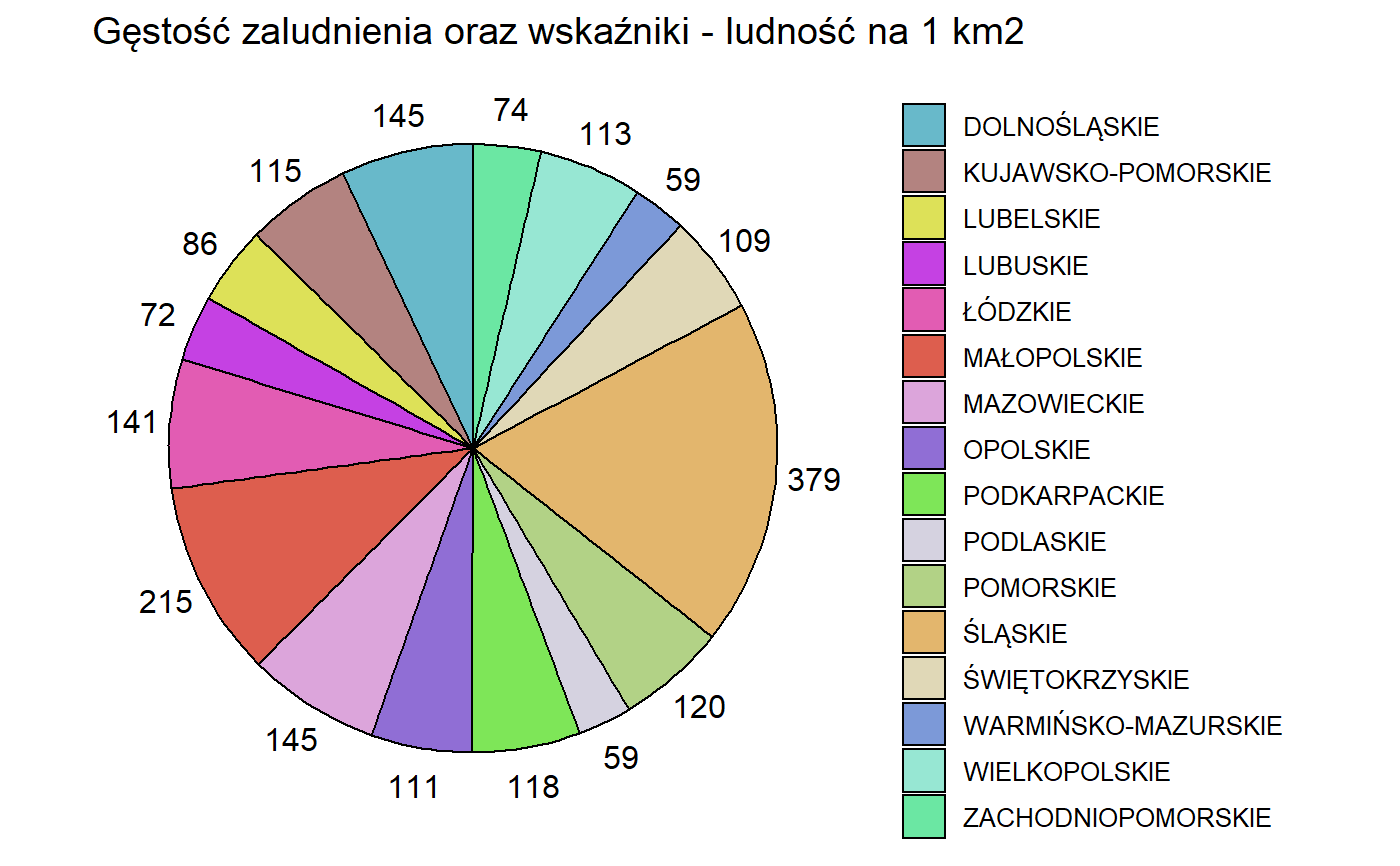 Gęstość zaludnienia oraz wskaźniki - ludność na 1 km2
74
113
59
109
379
120
59
118
111
145
215
141
72
86
115
145
DOLNOŚLĄSKIE
KUJAWSKO-POMORSKIE
LUBELSKIE
LUBUSKIE
ŁÓDZKIE
MAŁOPOLSKIE
MAZOWIECKIE
OPOLSKIE
PODKARPACKIE
PODLASKIE
POMORSKIE
ŚLĄSKIE
ŚWIĘTOKRZYSKIE
WARMIŃSKO-MAZURSKIE
WIELKOPOLSKIE
ZACHODNIOPOMORSKIE